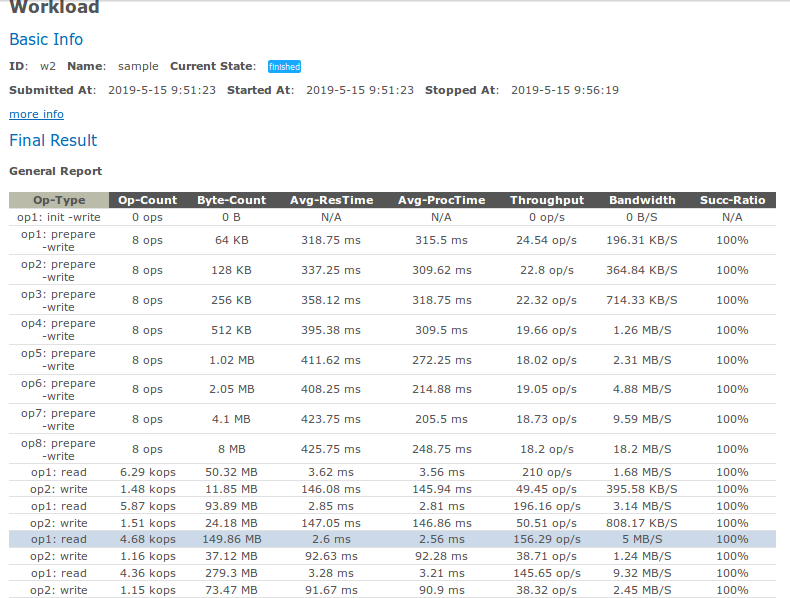 Workload
Basic Info
ID: w2 Name: sample Current State: finished
Submitted At: 2019-5-15 9:51:23 Started At: 2019-5-15 9:51:23 Stopped At: 2019-5-15 9:56:19
more info
Final Result
General Report
Op-Type Op-Count Byte-Count Avg-ResTime Avg-ProcTime Throughput Bandwidth Succ-Ratio
op1: init -write 0 ops 0 B N/A N/A 0 op/s 0 B/S N/A
op1: prepare -write 8 ops 64 KB 318.75 ms 315.5 ms 24.54 op/s 196.31 KB/S 100%
op2: prepare -write 8 ops 128 KB 337.25 ms 309.62 ms 22.8 op/s 364.84 KB/S 100%
op3: prepare -write 8 ops 256 KB 358.12 ms 318.75 ms 22.32 op/s 714.33 KB/S 100%
op4: prepare -write 8 ops 512 KB 395.38 ms 309.5 ms 19.66 op/s 1.26 MB/S 100%
op5: prepare -write 8 ops 1.02 MB 411.62 ms 272.25 ms 18.02 op/s 2.31 MB/S 100%
op6: prepare -write 8 ops 2.05 MB 408.25 ms 214.88 ms 19.05 op/s 4.88 MB/S 100%
op7: prepare -write 8 ops 4.1 MB 423.75 ms 205.5 ms 18.73 op/s 9.59 MB/S 100%
op8: prepare -write 8 ops 8 MB 425.75 ms 248.75 ms 18.2 op/s 18.2 MB/S 100%
op1: read 6.29 kops 50.32 MB 3.62 ms 3.56 ms 210 op/s 1.68 MB/S 100%
op2: write 1.48 kops 11.85 MB 146.08 ms 145.94 ms 49.45 op/s 395.58 KB/S 100%
op1: read 5.87 kops 93.89 MB 2.85 ms 2.81 ms 196.16 op/s 3.14 MB/S 100%
op2: write 1.51 kops 24.18 MB 147.05 ms 146.86 ms 50.51 op/s 808.17 KB/S 100%
op1: read 4.68 kops 149.86 MB 2.6 ms 2.56 ms 156.29 op/s 5 MB/S 100%
op2: write 1.16 kops 37.12 MB 92.63 ms 92.28 ms 38.71 op/s 1.24 MB/S 100%
op1: read 4.36 kops 279.3 MB 3.28 ms 3.21 ms 145.65 op/s 9.32 MB/S 100%
op2: write 1.15 kops 73.47 MB 91.67 ms 90.9 ms 38.32 op/s 2.45 MB/S 100%